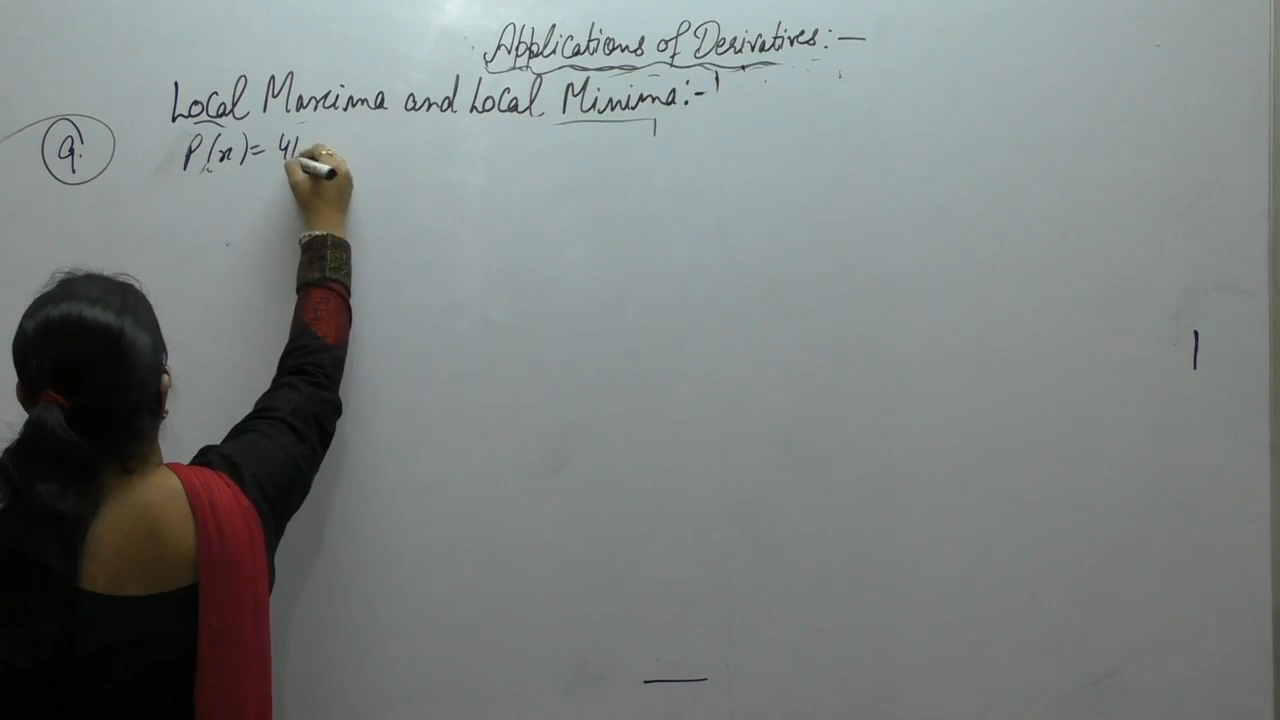 Applications of Derivatives:-
Local Maxima and Local Minima:-
Q. P(x)= 41